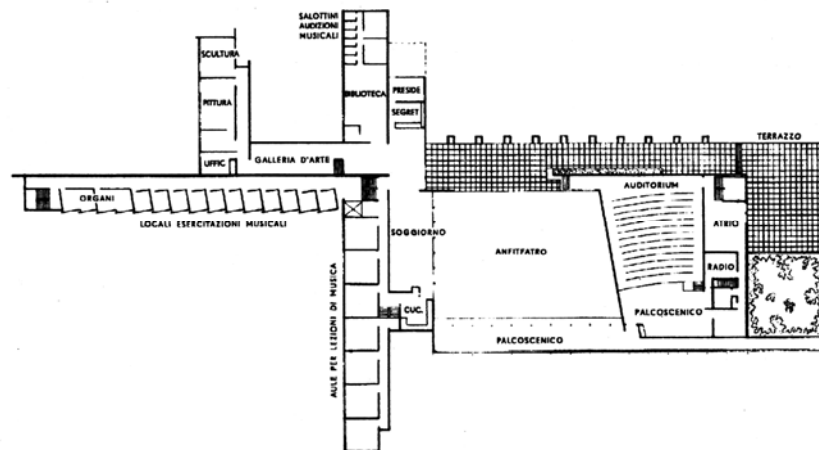 SALOTTINI
AUDIZIONI
MUSICALI
SCULTURA
PITTURA
BIBLIOTECA
PRESIDE
SEGRET
TERRAZZO
UFFIC
GALLERIA D'ARTE
AUDITORIUM
ORGANI
LOCALI ESERCITAZIONI MUSICALI
SOGGIORNO
ATRIO
ANFITFATRO
RADIO
AULE PER LEZIONI DI MUSICA
CUC.
PALCOSCENICO
PALCOSCENICO